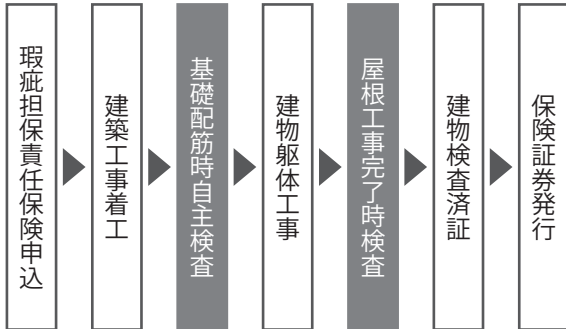 瑕疵担保責任保険申込
建築工事着工
基礎配筋時自主検査
建物躯体工事
屋根工事完了時検査
建物検査済証
保険証券発行